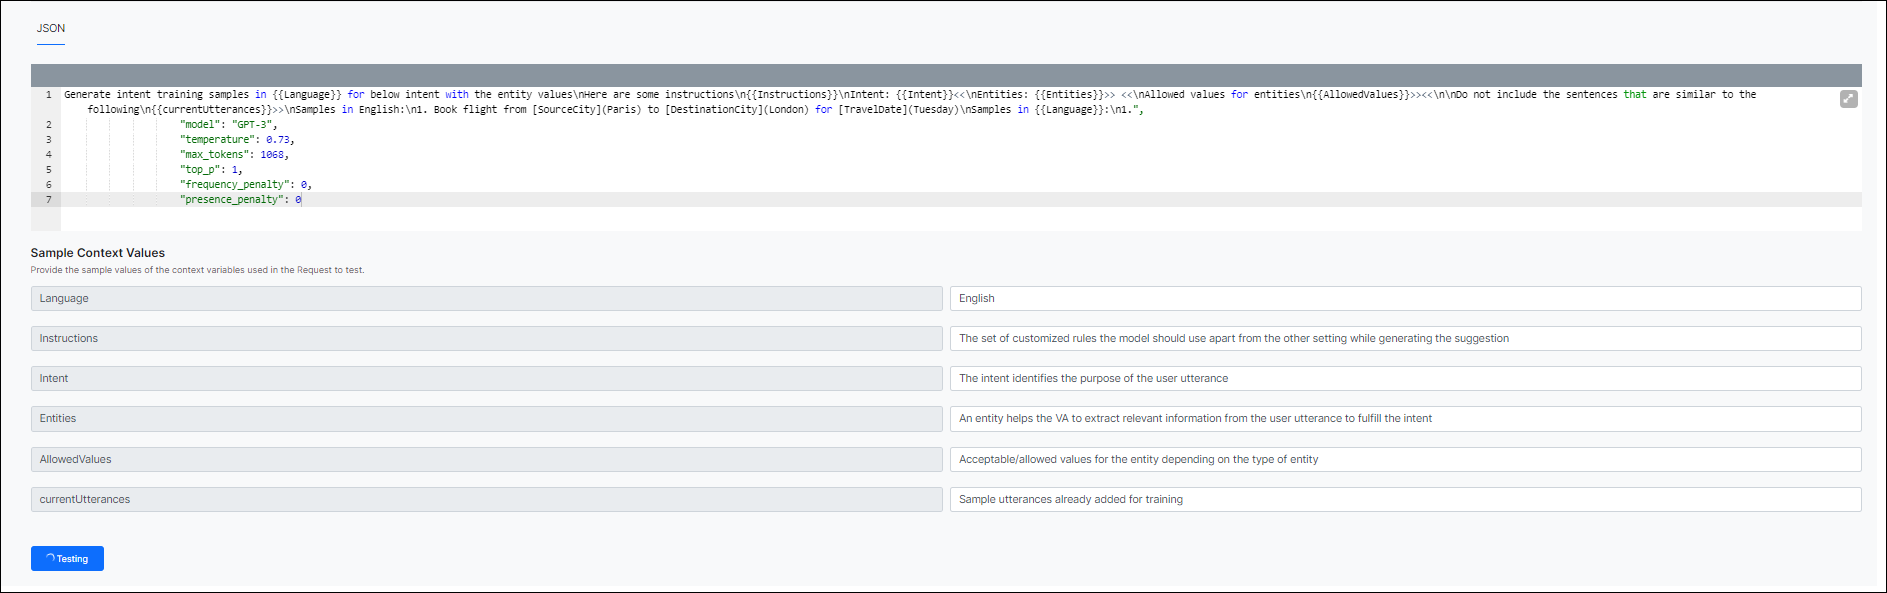 JSON
1 Generate intent training samples in {{Language}} for below intent with the entity values\nHere are some instructions\n{{Instructions}}\nIntent: {{Intent}}<<\nEntities: {{Entities}}>> <<\nAllowed values for entities\n{{AllowedValues}}>><<\n\nDo not include the sentences that are similar to the
following\n{{currentUtterances}}>>\nSamples in English:\n1. Book flight from [SourceCity](Paris) to [DestinationCity](London) for [TravelDate](Tuesday)\nSamples in {{Language}}:\n1.",
2 "model": "GPT-3",
3 "temperature": 0.73,
4 "max_tokens": 1068,
5 "top_p": 1,
6 "frequency_penalty": 0,
7 "presence_penalty": 0
Sample Context Values
Provide the sample values of the context variables used in the Request to test.
Language English
Instructions The set of customized rules the model should use apart from the other setting while generating the suggestion
Intent The intent identifies the purpose of the user utterance
Entities An entity helps the VA to extract relevant information from the user utterance to fulfill the intent
AllowedValues Acceptable/allowed values for the entity depending on the type of entity
currentUtterances Sample utterances already added for training
Testing